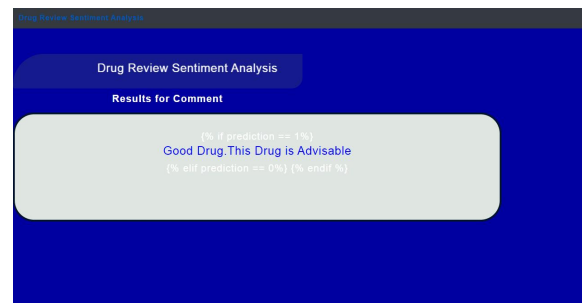 Drug Review Sentiment Analysis
Drug Review Sentiment Analysis
Results for Comment
{% if prediction == 1%}
Good Drug.This Drug is Advisable
{% elif prediction == 0%} {% endif %}